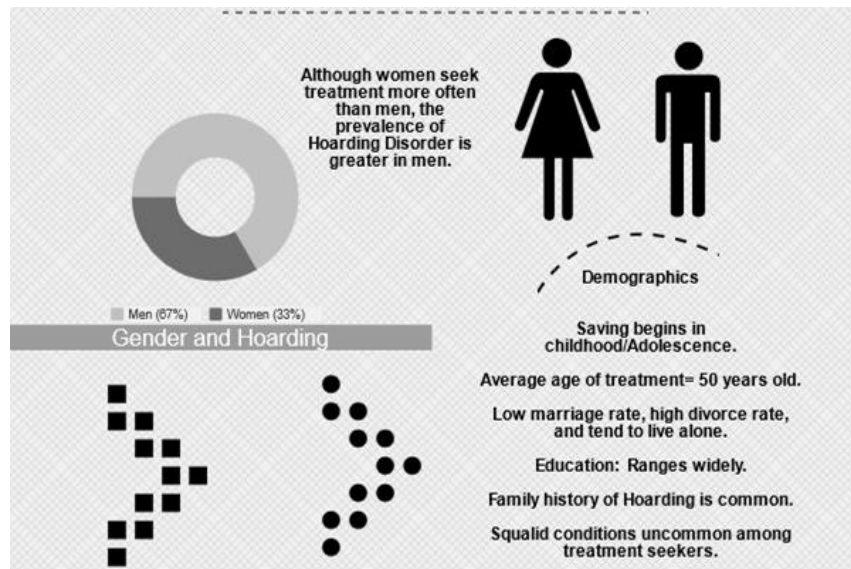 Although women seek
treatment more often
than men, the
prevalence of
Hoarding Disorder is
greater in men.
Men (67%) Women (33%)
Gender and Hoarding
Demographics
Saving begins in
childhood/Adolescence.
Average age of treatment= 50 years old.
Low marriage rate, high divorce rate,
and tend to live alone.
Education: Ranges widely.
Family history of Hoarding is common.
Squalid conditions uncommon among
treatment seekers.